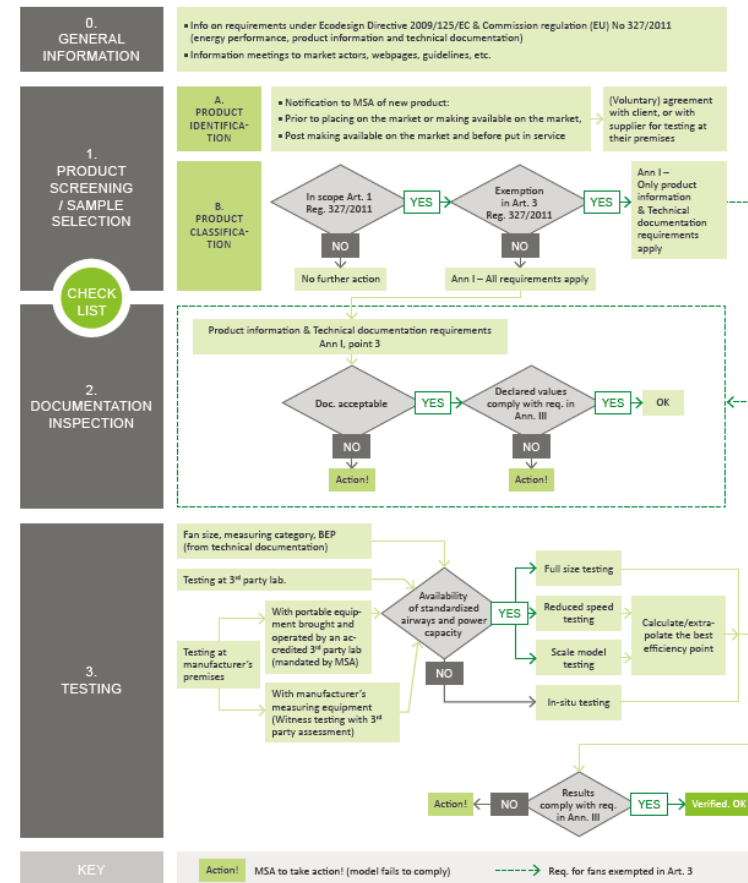 0.
GENERAL
INFORMATION
▪ Info on requirements under Ecodesign Directive 2009/125/EC & Commission regulation (EU) No 327/2011
(energy performance, product information and technical documentation)
▪ Information meetings to market actors, webpages, guidelines, etc.
1.
PRODUCT
SCREENING
/ SAMPLE
SELECTION
A.
PRODUCT
IDENTIFICA-
TION
▪ Notification to MSA of new product:
▪ Prior to placing on the market or making available on the market,
▪ Post making available on the market and before put in service
(Voluntary) agreement
with client, or with
supplier for testing at
their premises
B.
PRODUCT
CLASSIFICA-
TION
In scope Art. 1
Reg. 327/2011
YES
Exemption
in Art. 3
Reg. 327/2011
YES
Ann I –
Only product
information
& Technical
documentation
requirements
apply
NO
NO
No further action
Ann I – All requirements apply
CHECK
LIST
2.
DOCUMENTATION
INSPECTION
Product information & Technical documentation requirements
Ann I, point 3
Doc. acceptable
YES
Declared values
comply with req. in
Ann. III
YES
OK
NO
NO
Action!
Action!
3.
TESTING
Fan size, measuring category, BEP
(from technical documentation)
Testing at 3rd party lab.
Testing at
manufacturer's
premises
With portable equip-
ment brought and
operated by an ac-
credited 3rd party lab
(mandated by MSA)
With manufacturer's
measuring equipment
(Witness testing with 3rd
party assessment)
Availability
of standardized
airways and power
capacity
YES
NO
Full size testing
Reduced speed
testing
Scale model
testing
In-situ testing
Calculate/extra-
polate the best
efficiency point
Action!
NO
Results
comply with req.
in Ann. III
YES
Verified. OK
KEY
Action!
MSA to take action! (model fails to comply)
Req. for fans exempted in Art. 3